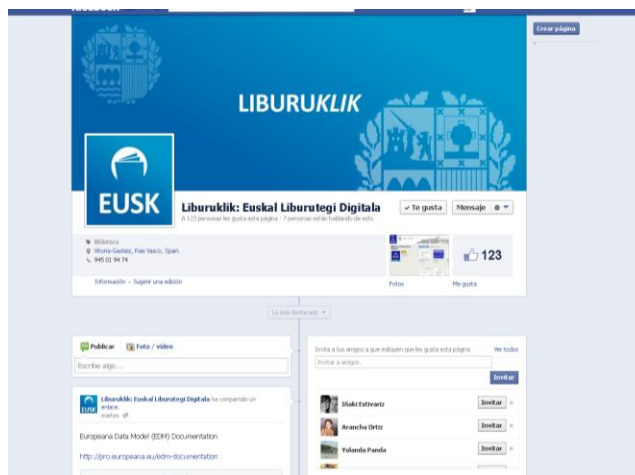 Crear página
LIBURUKLIK
EUSK
Liburuklik: Euskal Liburutegi Digitala
A 123 personas les gusta esta página · 7 personas están hablando de esto
Te gusta
Mensaje
Biblioteca
Vitoria-Gasteiz, Pais Vasco, Spain
945 01 94 74
123
Información – Sugerir una edición
Fotos
Me gusta
Lo más destacado
Publicar
Foto / vídeo
Escribe algo...
Invita a tus amigos a que indiquen que les gusta esta página
Ver todos
Invitar a amigos.
Invitar
Liburuklik: Euskal Liburutegi Digitala ha compartido un
enlace.
martes
EUSK
Europeana Data Model (EDM) Documentation
http://pro.europeana.eu/edm-documentation
Iñaki Estivariz
Invitar
Arancha Ortiz
Invitar
Yolanda Panda
Invitar